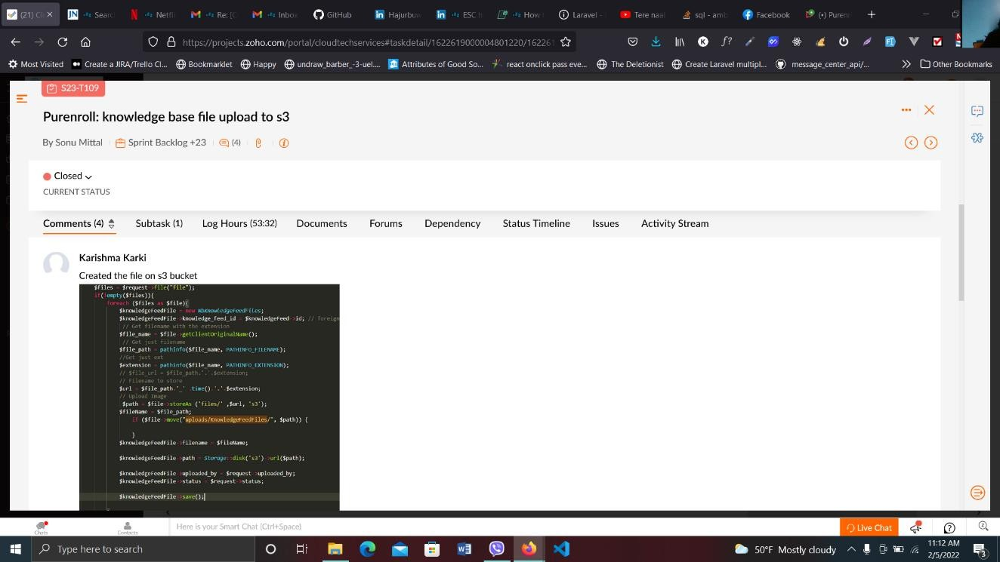 (21) Cl
Searc
Netfli
Re: [C
Inbox
GitHub
Hajurbuw
ESC h
How t
Laravel -
Tere naal
sql - amb
Facebook
(•) Puren
https://projects.zoho.com/portal/cloudtechservices#taskdetail/1622619000004801220/16226
Most Visited
Create a JIRA/Trello Cl...
Bookmarklet
Happy
undraw_barber_-3-uel....
Attributes of Good So...
react onclick pass eve...
The Deletionist
Create Laravel multipl...
message_center_api/...
Other Bookmarks
S23-T109
Purenroll: knowledge base file upload to s3
By Sonu Mittal
Sprint Backlog +23
(4)
Closed
CURRENT STATUS
Comments (4)
Subtask (1)
Log Hours (53:32)
Documents
Forums
Dependency
Status Timeline
Issues
Activity Stream
Karishma Karki
Created the file on s3 bucket
$files = $request->file("file");
if(!empty($files)){
foreach ($files as $file){
$knowledgeFeedFile = new NbKnowledgeFeedFiles;
$knowledgeFeedFile->knowledge_feed_id = $knowledgeFeed->id; // foreign
// Get filename with the extension
$file_name = $file->getClientOriginalName();
// Get just filename
$file_path = pathinfo($file_name, PATHINFO_FILENAME);
//Get just ext
$extension = pathinfo($file_name, PATHINFO_EXTENSION);
// $file_url = $file_path.'.'.$extension;
// Filename to store
$url = $file_path.'_' .time().'.'.$extension;
// Upload Image
$path = $file->storeAs ('files/' ,$url, 's3');
$fileName = $file_path;
if ($file->move("uploads/KnowledgeFeedFiles/", $path)) {
}
$knowledgeFeedFile->filename = $fileName;
$knowledgeFeedFile->path = Storage::disk('s3')->url($path);
$knowledgeFeedFile->uploaded_by = $request->uploaded_by;
$knowledgeFeedFile->status = $request->status;
$knowledgeFeedFile->save();
Chats
Contacts
Here is your Smart Chat (Ctrl+Space)
Live Chat
Type here to search
50°F Mostly cloudy
11:12 AM
2/5/2022
3